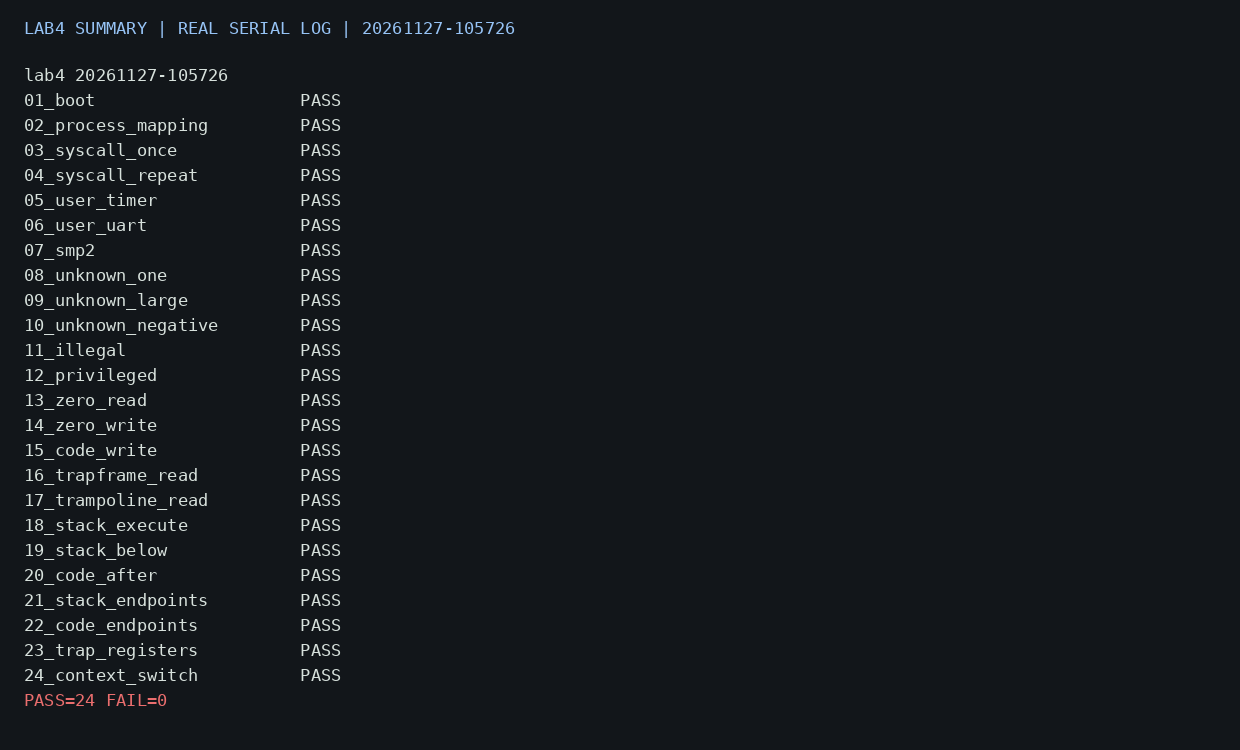 LAB4 SUMMARY | REAL SERIAL LOG | 20261127-105726
lab4 20261127-105726
01_boot PASS
02_process_mapping PASS
03_syscall_once PASS
04_syscall_repeat PASS
05_user_timer PASS
06_user_uart PASS
07_smp2 PASS
08_unknown_one PASS
09_unknown_large PASS
10_unknown_negative PASS
11_illegal PASS
12_privileged PASS
13_zero_read PASS
14_zero_write PASS
15_code_write PASS
16_trapframe_read PASS
17_trampoline_read PASS
18_stack_execute PASS
19_stack_below PASS
20_code_after PASS
21_stack_endpoints PASS
22_code_endpoints PASS
23_trap_registers PASS
24_context_switch PASS
PASS=24 FAIL=0